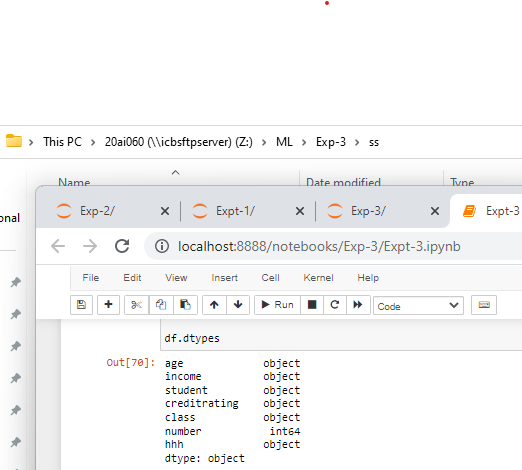 This PC > 20ai060 (\\icbsftpserver) (Z:) > ML > Exp-3 > ss
Name Date modified Type
onal
Exp-2/ Expt-1/ Exp-3/ Expt-3
localhost:8888/notebooks/Exp-3/Expt-3.ipynb
File Edit View Insert Cell Kernel Help
Run Code
df.dtypes
Out[70]: age object
income object
student object
creditrating object
class object
number int64
hhh object
dtype: object